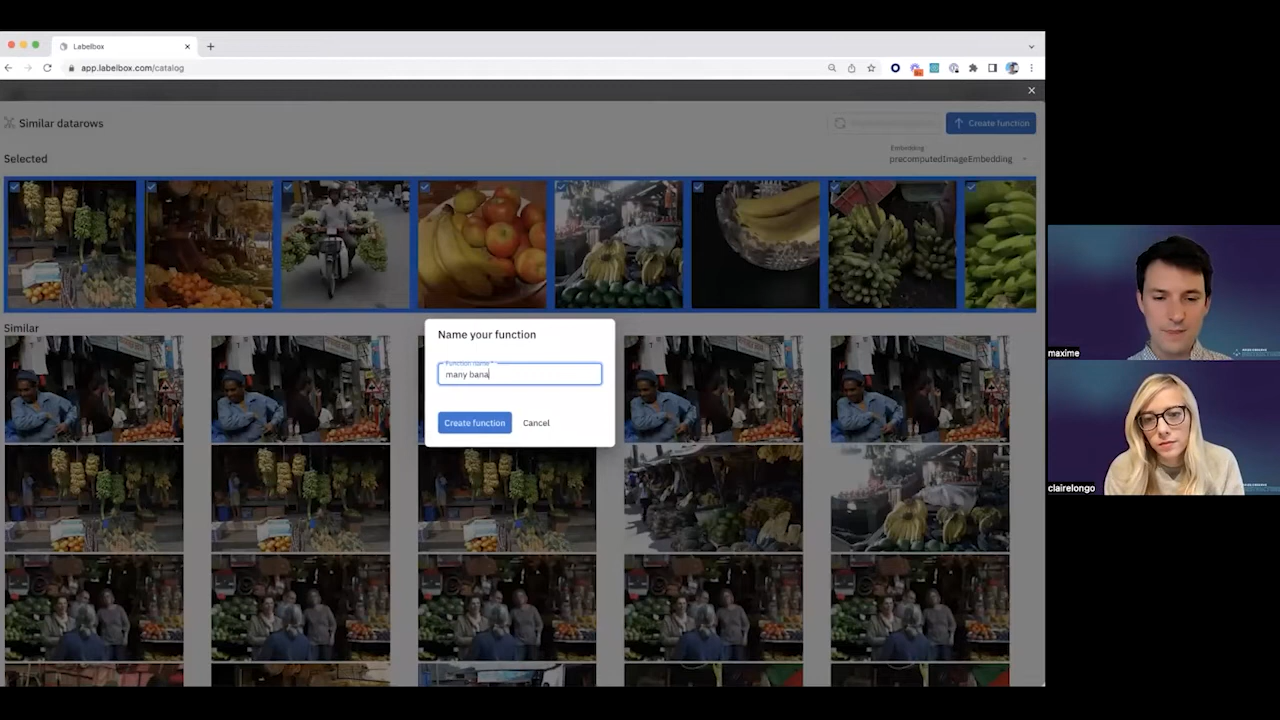 Labelbox
app.labelbox.com/catalog
Similar datarows
Create function
Selected
Embedding
precomputedImageEmbedding
Similar
Name your function
Function name *
many bana
Create function
Cancel
maxime
clairelongo